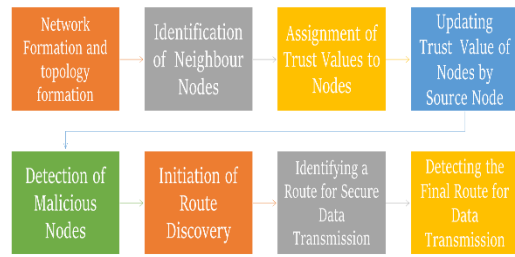 Network
Formation and
topology
formation
Identification
of Neighbour
Nodes
Assignment of
Trust Values to
Nodes
Updating
Trust Value of
Nodes by
Source Node
Detection of
Malicious
Nodes
Initiation of
Route
Discovery
Identifying a
Route for Secure
Data
Transmission
Detecting the
Final Route for
Data
Transmission